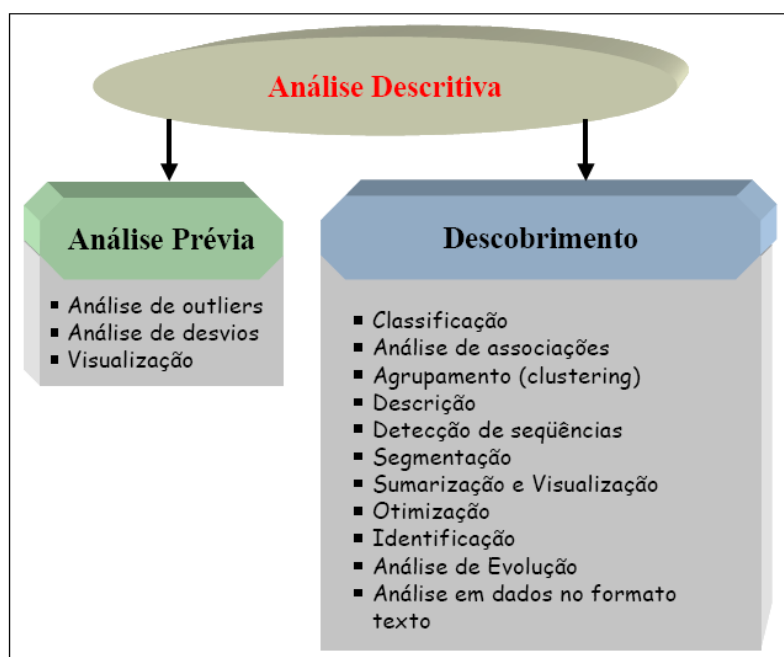 Análise Descritiva
Análise Prévia
▪ Análise de outliers
▪ Análise de desvios
▪ Visualização
Descobrimento
▪ Classificação
▪ Análise de associações
▪ Agrupamento (clustering)
▪ Descrição
▪ Detecção de seqüências
▪ Segmentação
▪ Sumarização e Visualização
▪ Otimização
▪ Identificação
▪ Análise de Evolução
▪ Análise em dados no formato
texto